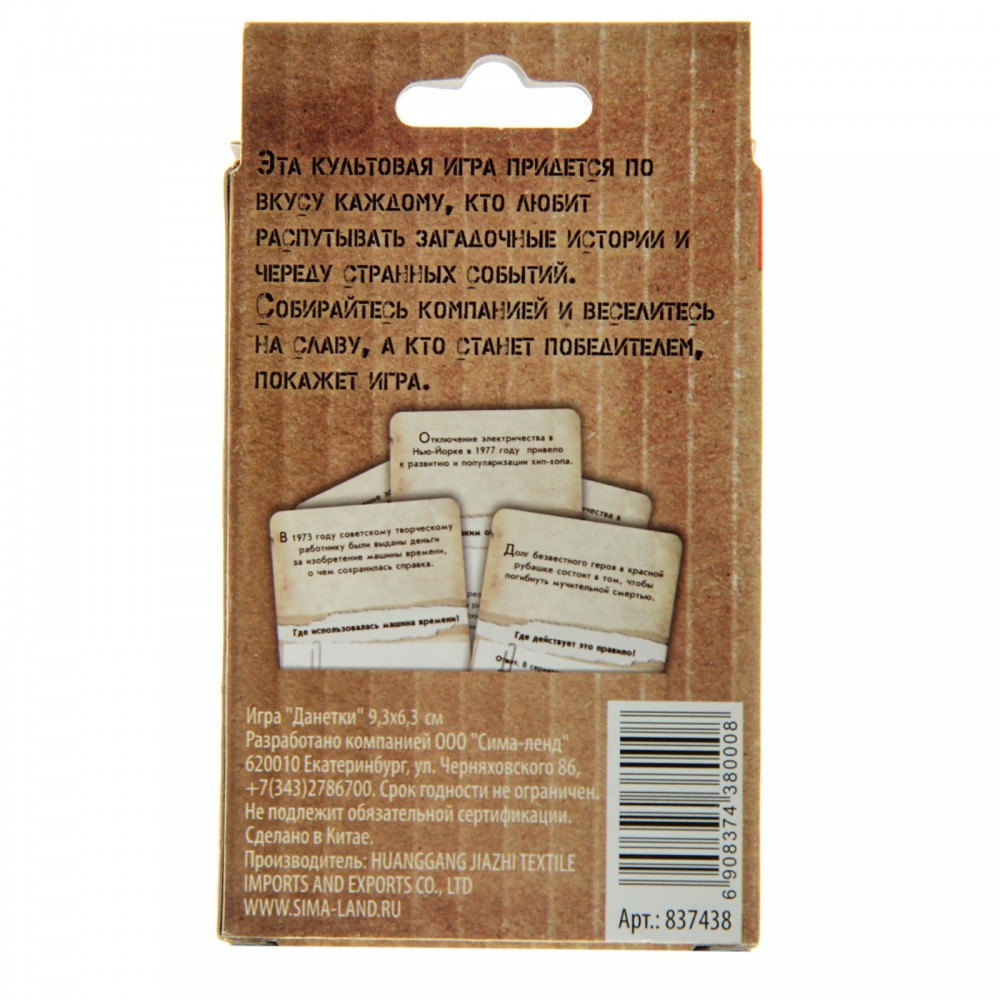 Эта культовая игра придется по
вкусу каждому, кто любит
распутывать загадочные истории и
череду странных событий.
Собирайтесь компанией и веселитесь
на славу, а кто станет победителем,
покажет игра.
Отключение электричества в
Нью-Йорке в 1977 году привело
к развитию и популяризации хип-хопа.
В 1973 году советскому творческому
работнику были выданы деньги
за изобретение машины времени,
о чем сохранилась справка.
Где использовалась машина времени?
Долг безвестного героя в красной
рубашке состоит в том, чтобы
погибнуть мучительной смертью.
Где действует это правило?
Ответ. В
Игра "Данетки" 9,3х6,3 см
Разработано компанией ООО "Сима-ленд"
620010 Екатеринбург, ул. Черняховского 86,
+7(343)2786700. Срок годности не ограничен.
Не подлежит обязательной сертификации.
Сделано в Китае.
Производитель: HUANGGANG JIAZHI TEXTILE
IMPORTS AND EXPORTS CO., LTD
WWW.SIMA-LAND.RU
6 908374 380008
Арт.: 837438